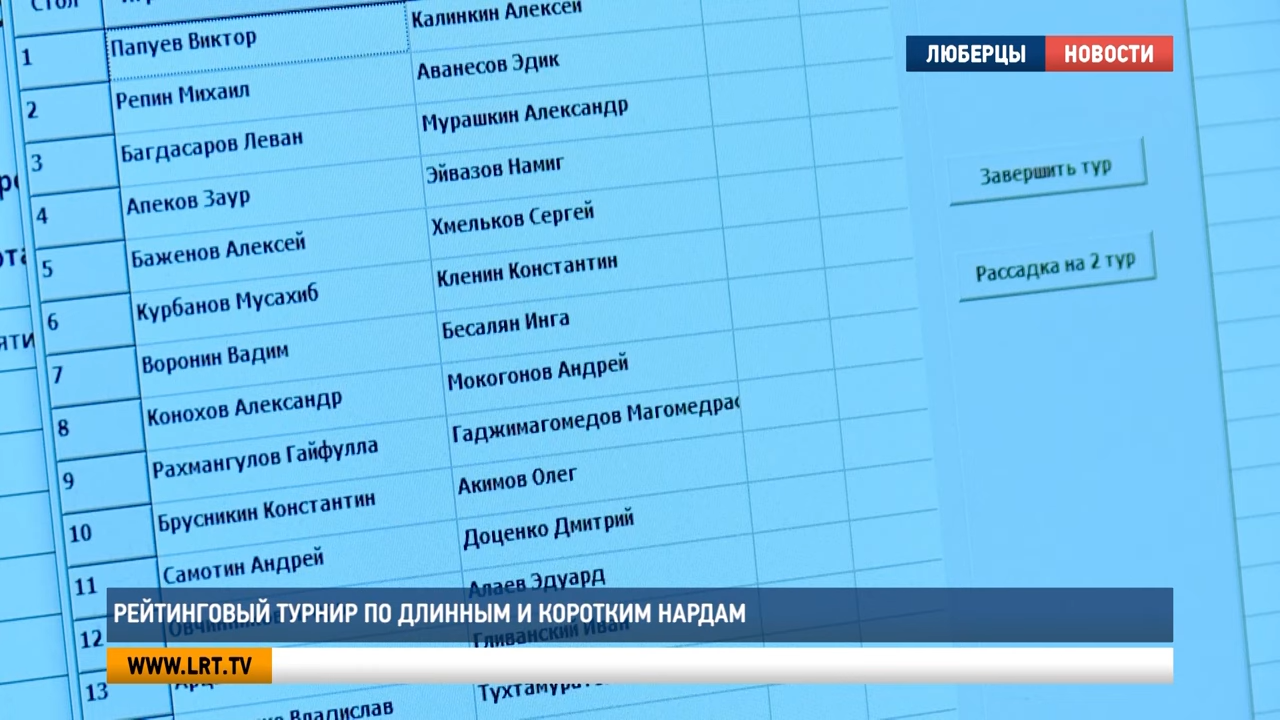 Стол
1 Папуев Виктор Калинкин Алексей
2 Репин Михаил Аванесов Эдик
3 Багдасаров Леван Мурашкин Александр
4 Апеков Заур Эйвазов Намиг
5 Баженов Алексей Хмельков Сергей
6 Курбанов Мусахиб Кленин Константин
7 Воронин Вадим Бесалян Инга
8 Конохов Александр Мокогонов Андрей
9 Рахмангулов Гайфулла Гаджимагомедов
10 Брусникин Константин Акимов Олег
11 Самотин Андрей Доценко Дмитрий
12 Алаев Эдуард
13 Гливанский Иван
Владислав
ЛЮБЕРЦЫ НОВОСТИ
Завершить тур
Рассадка на 2 тур
РЕЙТИНГОВЫЙ ТУРНИР ПО ДЛИННЫМ И КОРОТКИМ НАРДАМ
WWW.LRT.TV